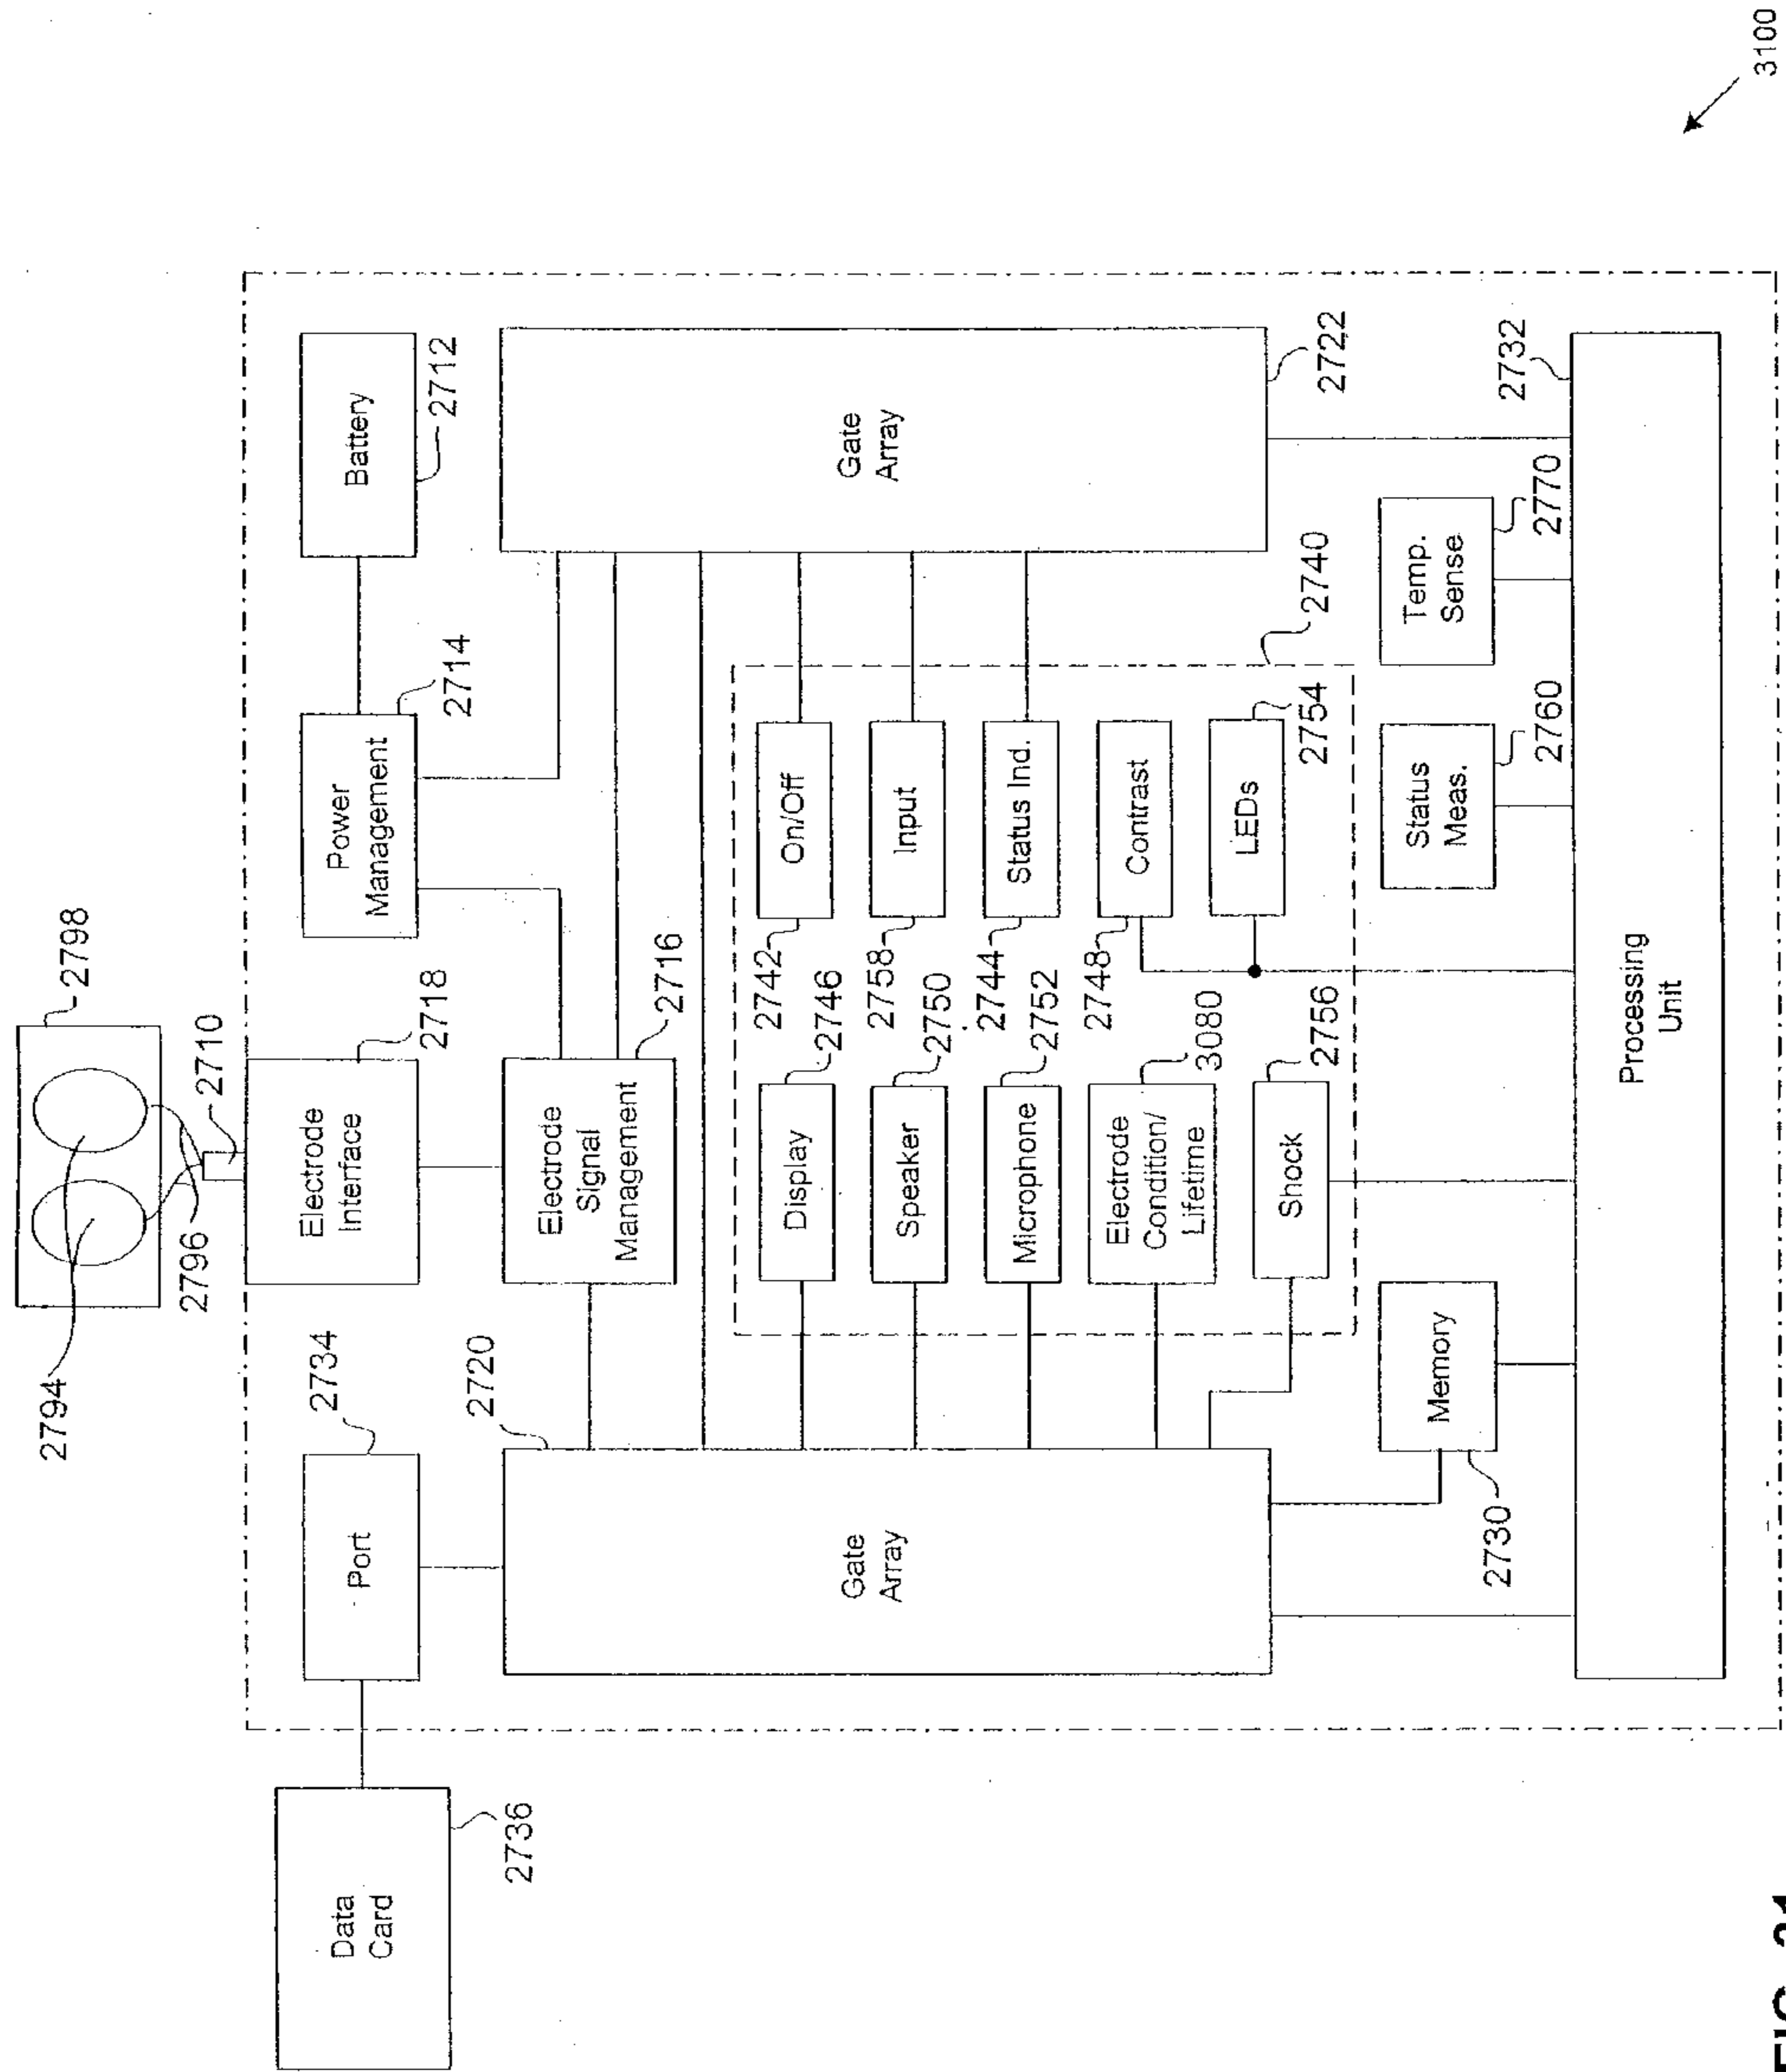 2798
2794
2796
2710
Data
Card
2736
Port
2734
Electrode
Interface
2718
Power
Management
2714
Battery
2712
2720
Gate
Array
Electrode
Signal
Management
2716
Gate
Array
2722
Display
2746
2742
On/Off
Speaker
2750
2758
Input
Microphone
2752
2744
Status Ind.
Electrode
Condition/
Lifetime
3080
2748
Contrast
Shock
2756
LEDs
2754
2740
Memory
2730
Status
Meas.
2760
Temp.
Sense
2770
2732
Processing
Unit
3100
FIG. 31